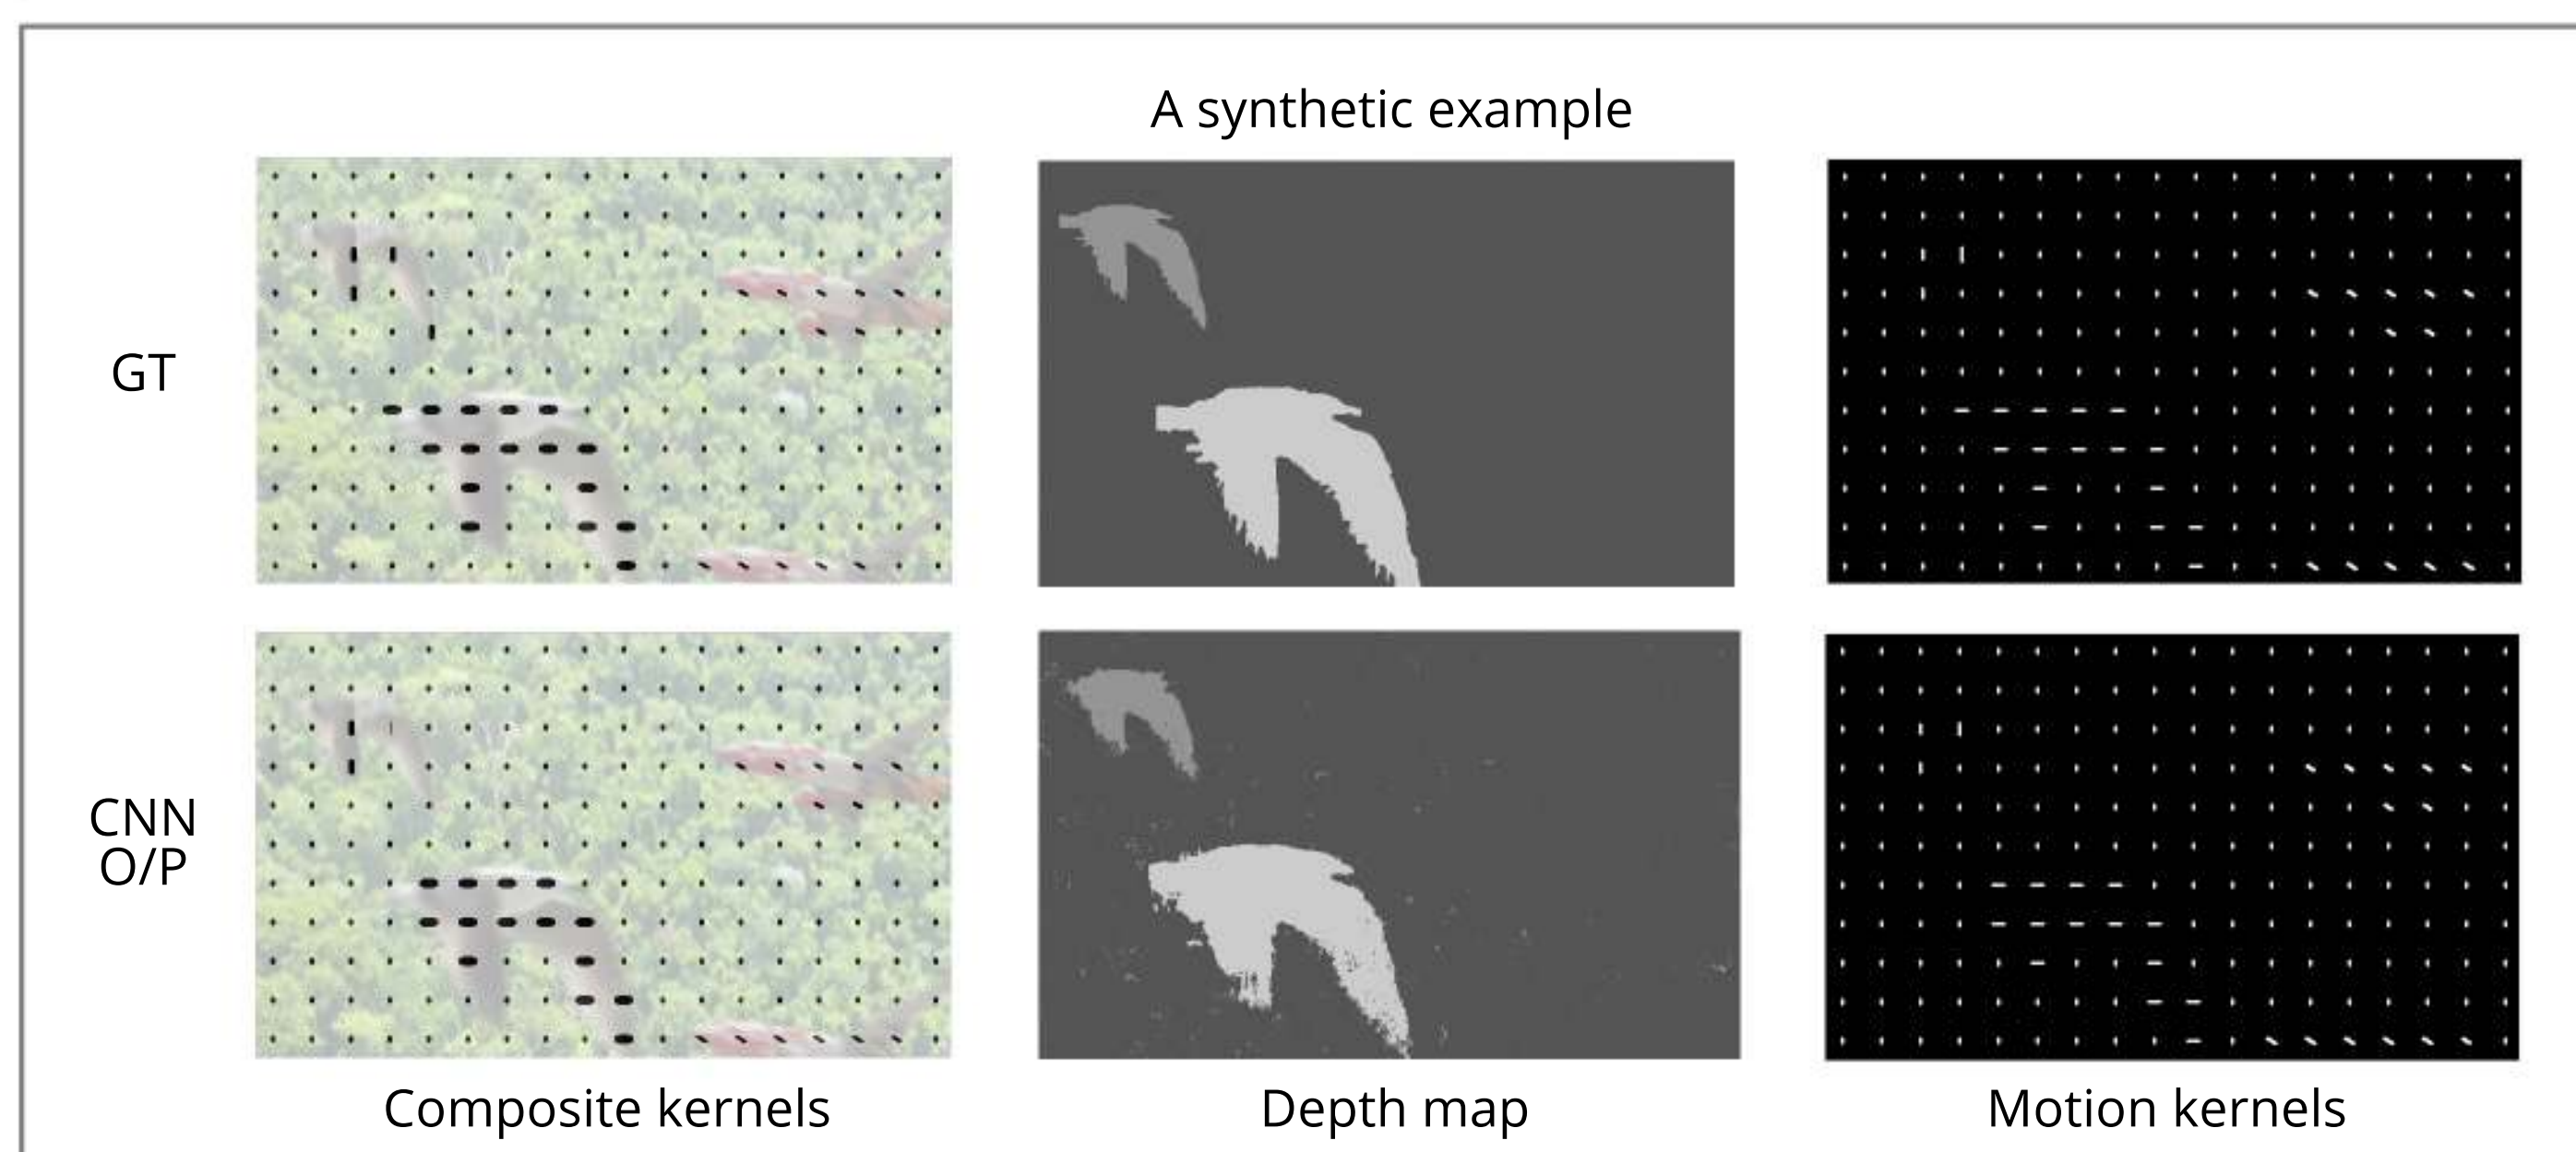 A synthetic example
GT
CNN
O/P
Composite kernels
Depth map
Motion kernels